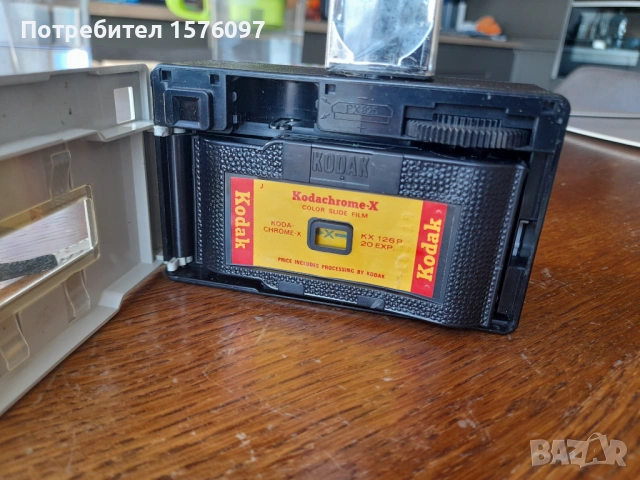 Потребител 1576097
KODAK
Kodachrome-X
COLOR SLIDE FILM
Kodak
KODA-
CHROME-X
X
KX 126 P
20 EXP.
Kodak
PRICE INCLUDES PROCESSING BY KODAK
BAZAR